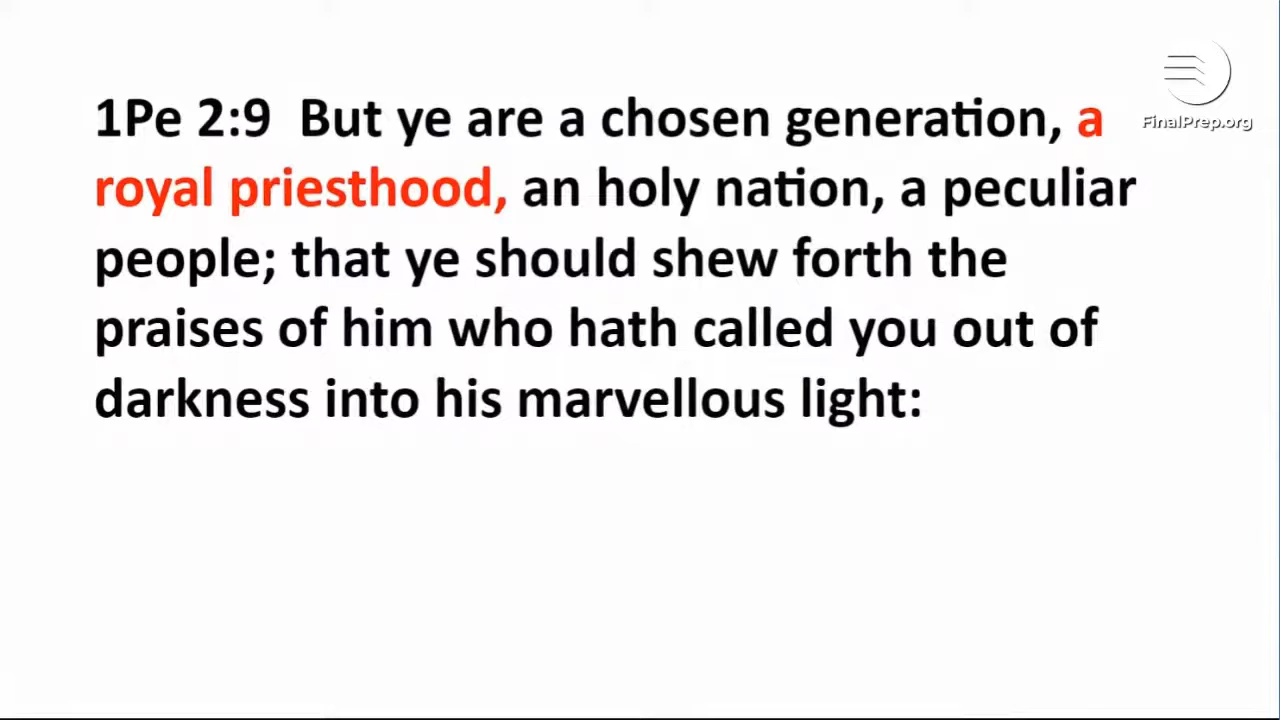 1Pe 2:9  But ye are a chosen generation, a
royal priesthood, an holy nation, a peculiar
people; that ye should shew forth the
praises of him who hath called you out of
darkness into his marvellous light:
FinalPrep.org